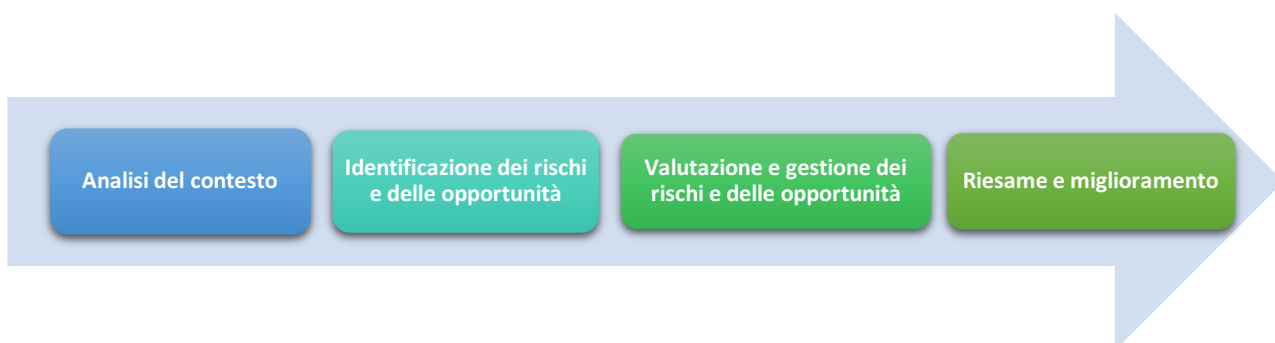 Analisi del contesto
Identificazione dei rischi
e delle opportunità
Valutazione e gestione dei
rischi e delle opportunità
Riesame e miglioramento